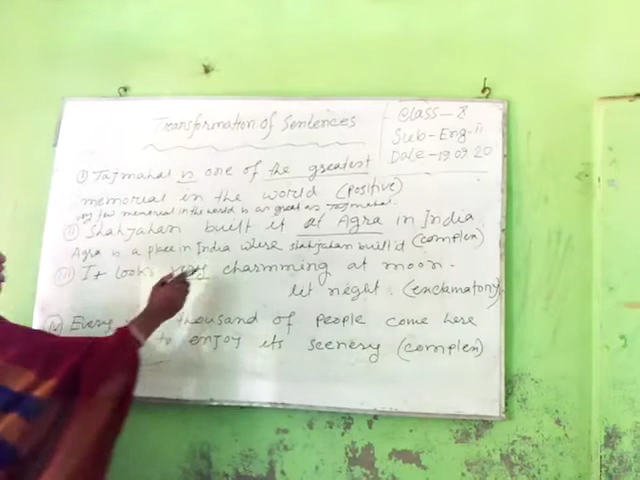 Transformation of Sentences
Class-8
Sub-Eng-II
Date-19.09.20
(I) Tajmahal is one of the greatest
memorial in the world (positive)
very few memorial in the world is as great as Tajmahal.
(II) Shahjahan built it at Agra in India
Agra is a place in India where Shahjahan built it (complex)
(III) It looks very charmming at moon-
lit night. (exclamatory)
(IV) Every thousand of people come here
to enjoy its scenery (complex)